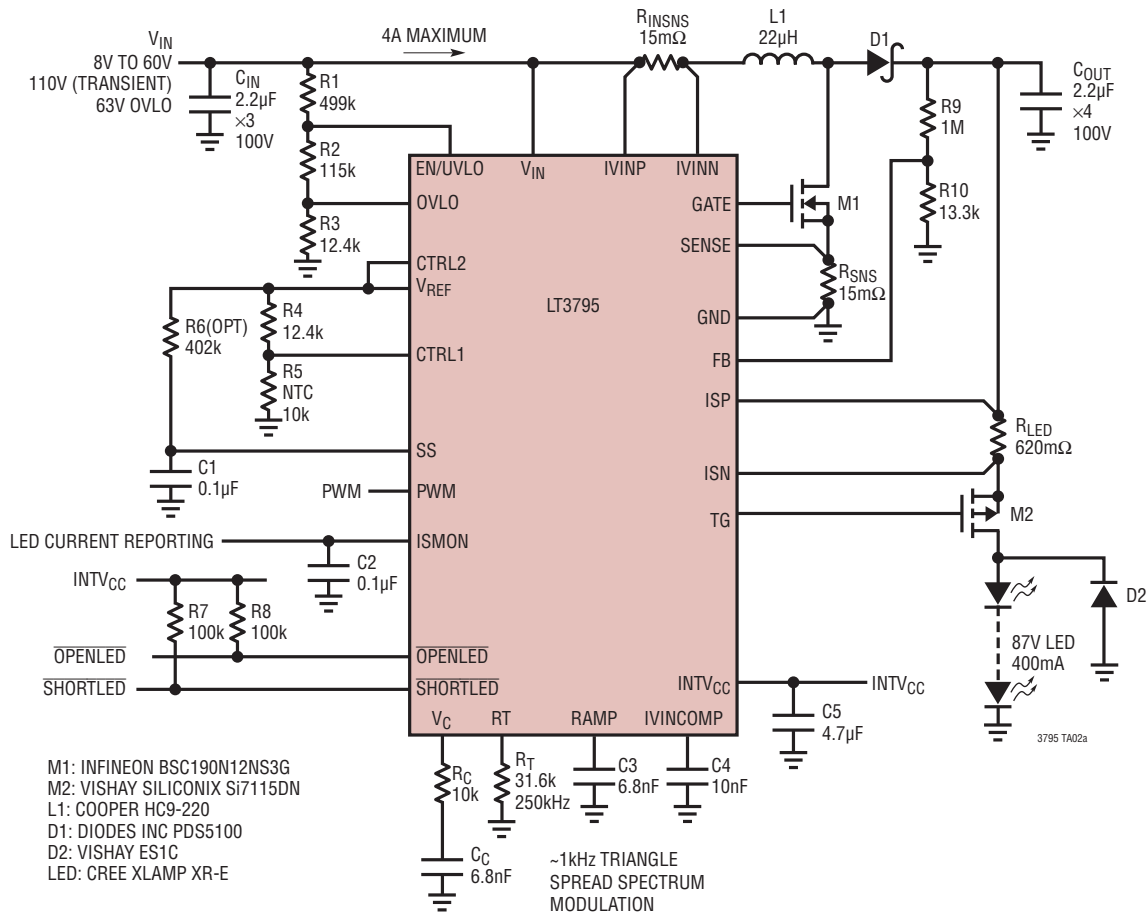 V_IN
8V TO 60V
110V (TRANSIENT)
63V OVLO
C_IN
2.2µF
×3
100V
4A MAXIMUM
R1
499k
R2
115k
R3
12.4k
R_INSNS
15mΩ
L1
22µH
D1
C_OUT
2.2µF
×4
100V
R9
1M
R10
13.3k
EN/UVLO
V_IN
IVINP
IVINN
OVLO
GATE
M1
SENSE
R_SNS
15mΩ
CTRL2
V_REF
LT3795
GND
R6(OPT)
402k
R4
12.4k
CTRL1
R5
NTC
10k
FB
ISP
R_LED
620mΩ
SS
C1
0.1µF
ISN
PWM
PWM
TG
M2
LED CURRENT REPORTING
ISMON
C2
0.1µF
INTV_CC
R7
100k
R8
100k
D2
87V LED
400mA
OPENLED
OPENLED
SHORTLED
SHORTLED
INTV_CC
INTV_CC
C5
4.7µF
V_C
RT
RAMP
IVINCOMP
3795 TA02a
R_C
10k
R_T
31.6k
250kHz
C3
6.8nF
C4
10nF
C_C
6.8nF
~1kHz TRIANGLE
SPREAD SPECTRUM
MODULATION
M1: INFINEON BSC190N12NS3G
M2: VISHAY SILICONIX Si7115DN
L1: COOPER HC9-220
D1: DIODES INC PDS5100
D2: VISHAY ES1C
LED: CREE XLAMP XR-E